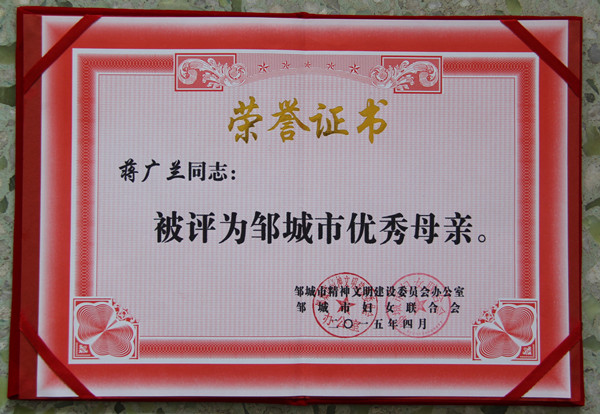 荣誉证书
蒋广兰同志：
被评为邹城市优秀母亲。
邹城市精神文明建设委员会办公室
邹城市妇女联合会
二〇一五年四月